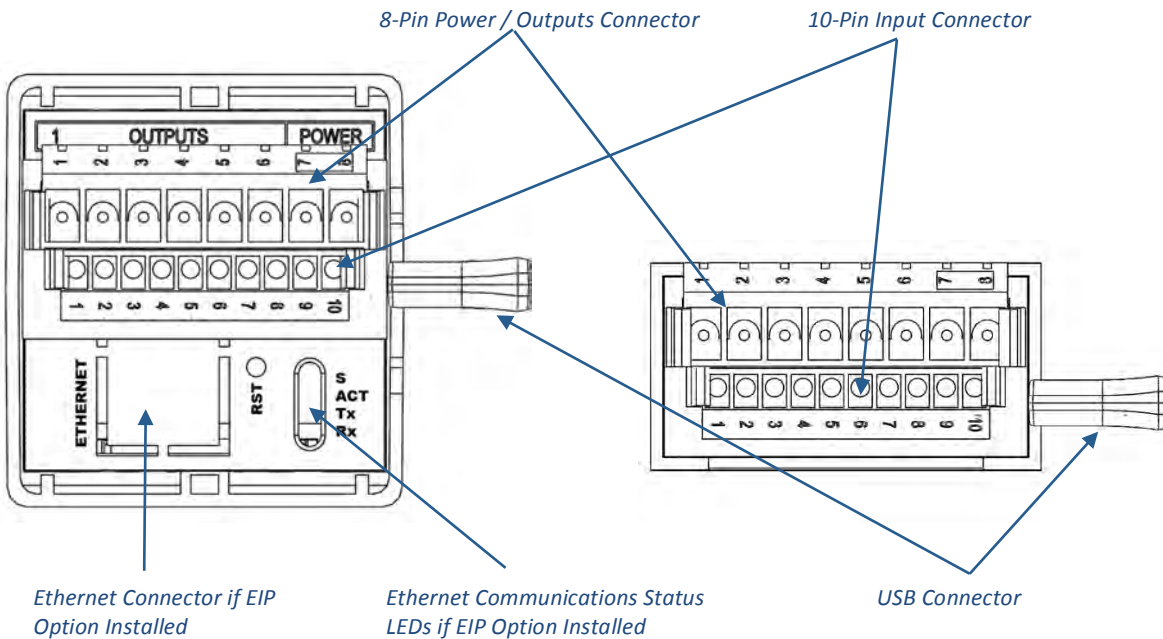 8-Pin Power / Outputs Connector
10-Pin Input Connector
1 OUTPUTS POWER
1 2 3 4 5 6 7 8
1 2 3 4 5 6 7 8 9 10
1 2 3 4 5 6 7 8
1 2 3 4 5 6 7 8 9 10
ETHERNET
RST
S
ACT
Tx
Rx
Ethernet Connector if EIP
Option Installed
Ethernet Communications Status
LEDs if EIP Option Installed
USB Connector